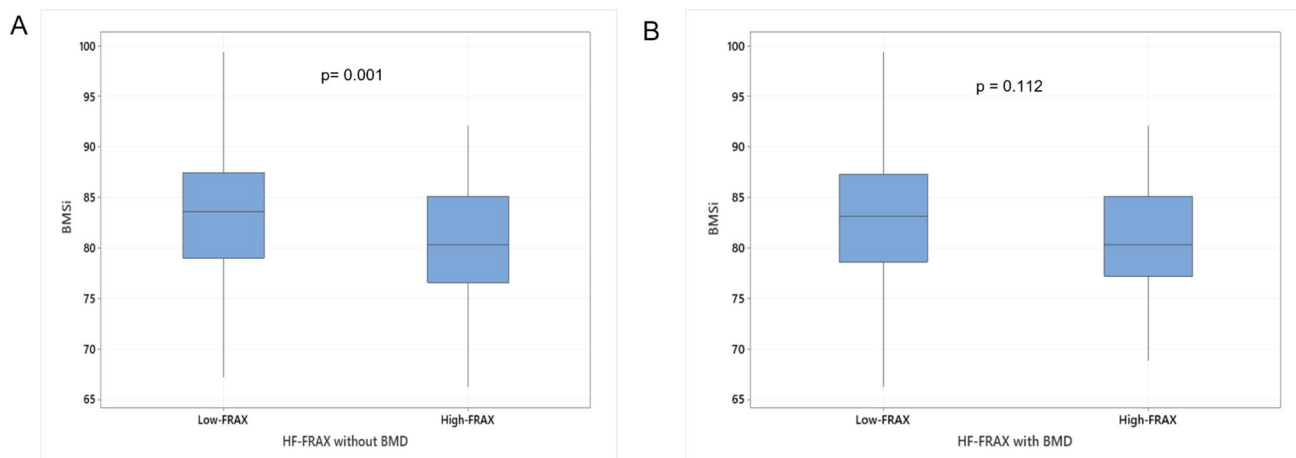 A
p= 0.001
100
95
90
85
80
75
70
65
BMSi
Low-FRAX High-FRAX
HF-FRAX without BMD
B
p = 0.112
100
95
90
85
80
75
70
65
BMSi
Low-FRAX High-FRAX
HF-FRAX with BMD